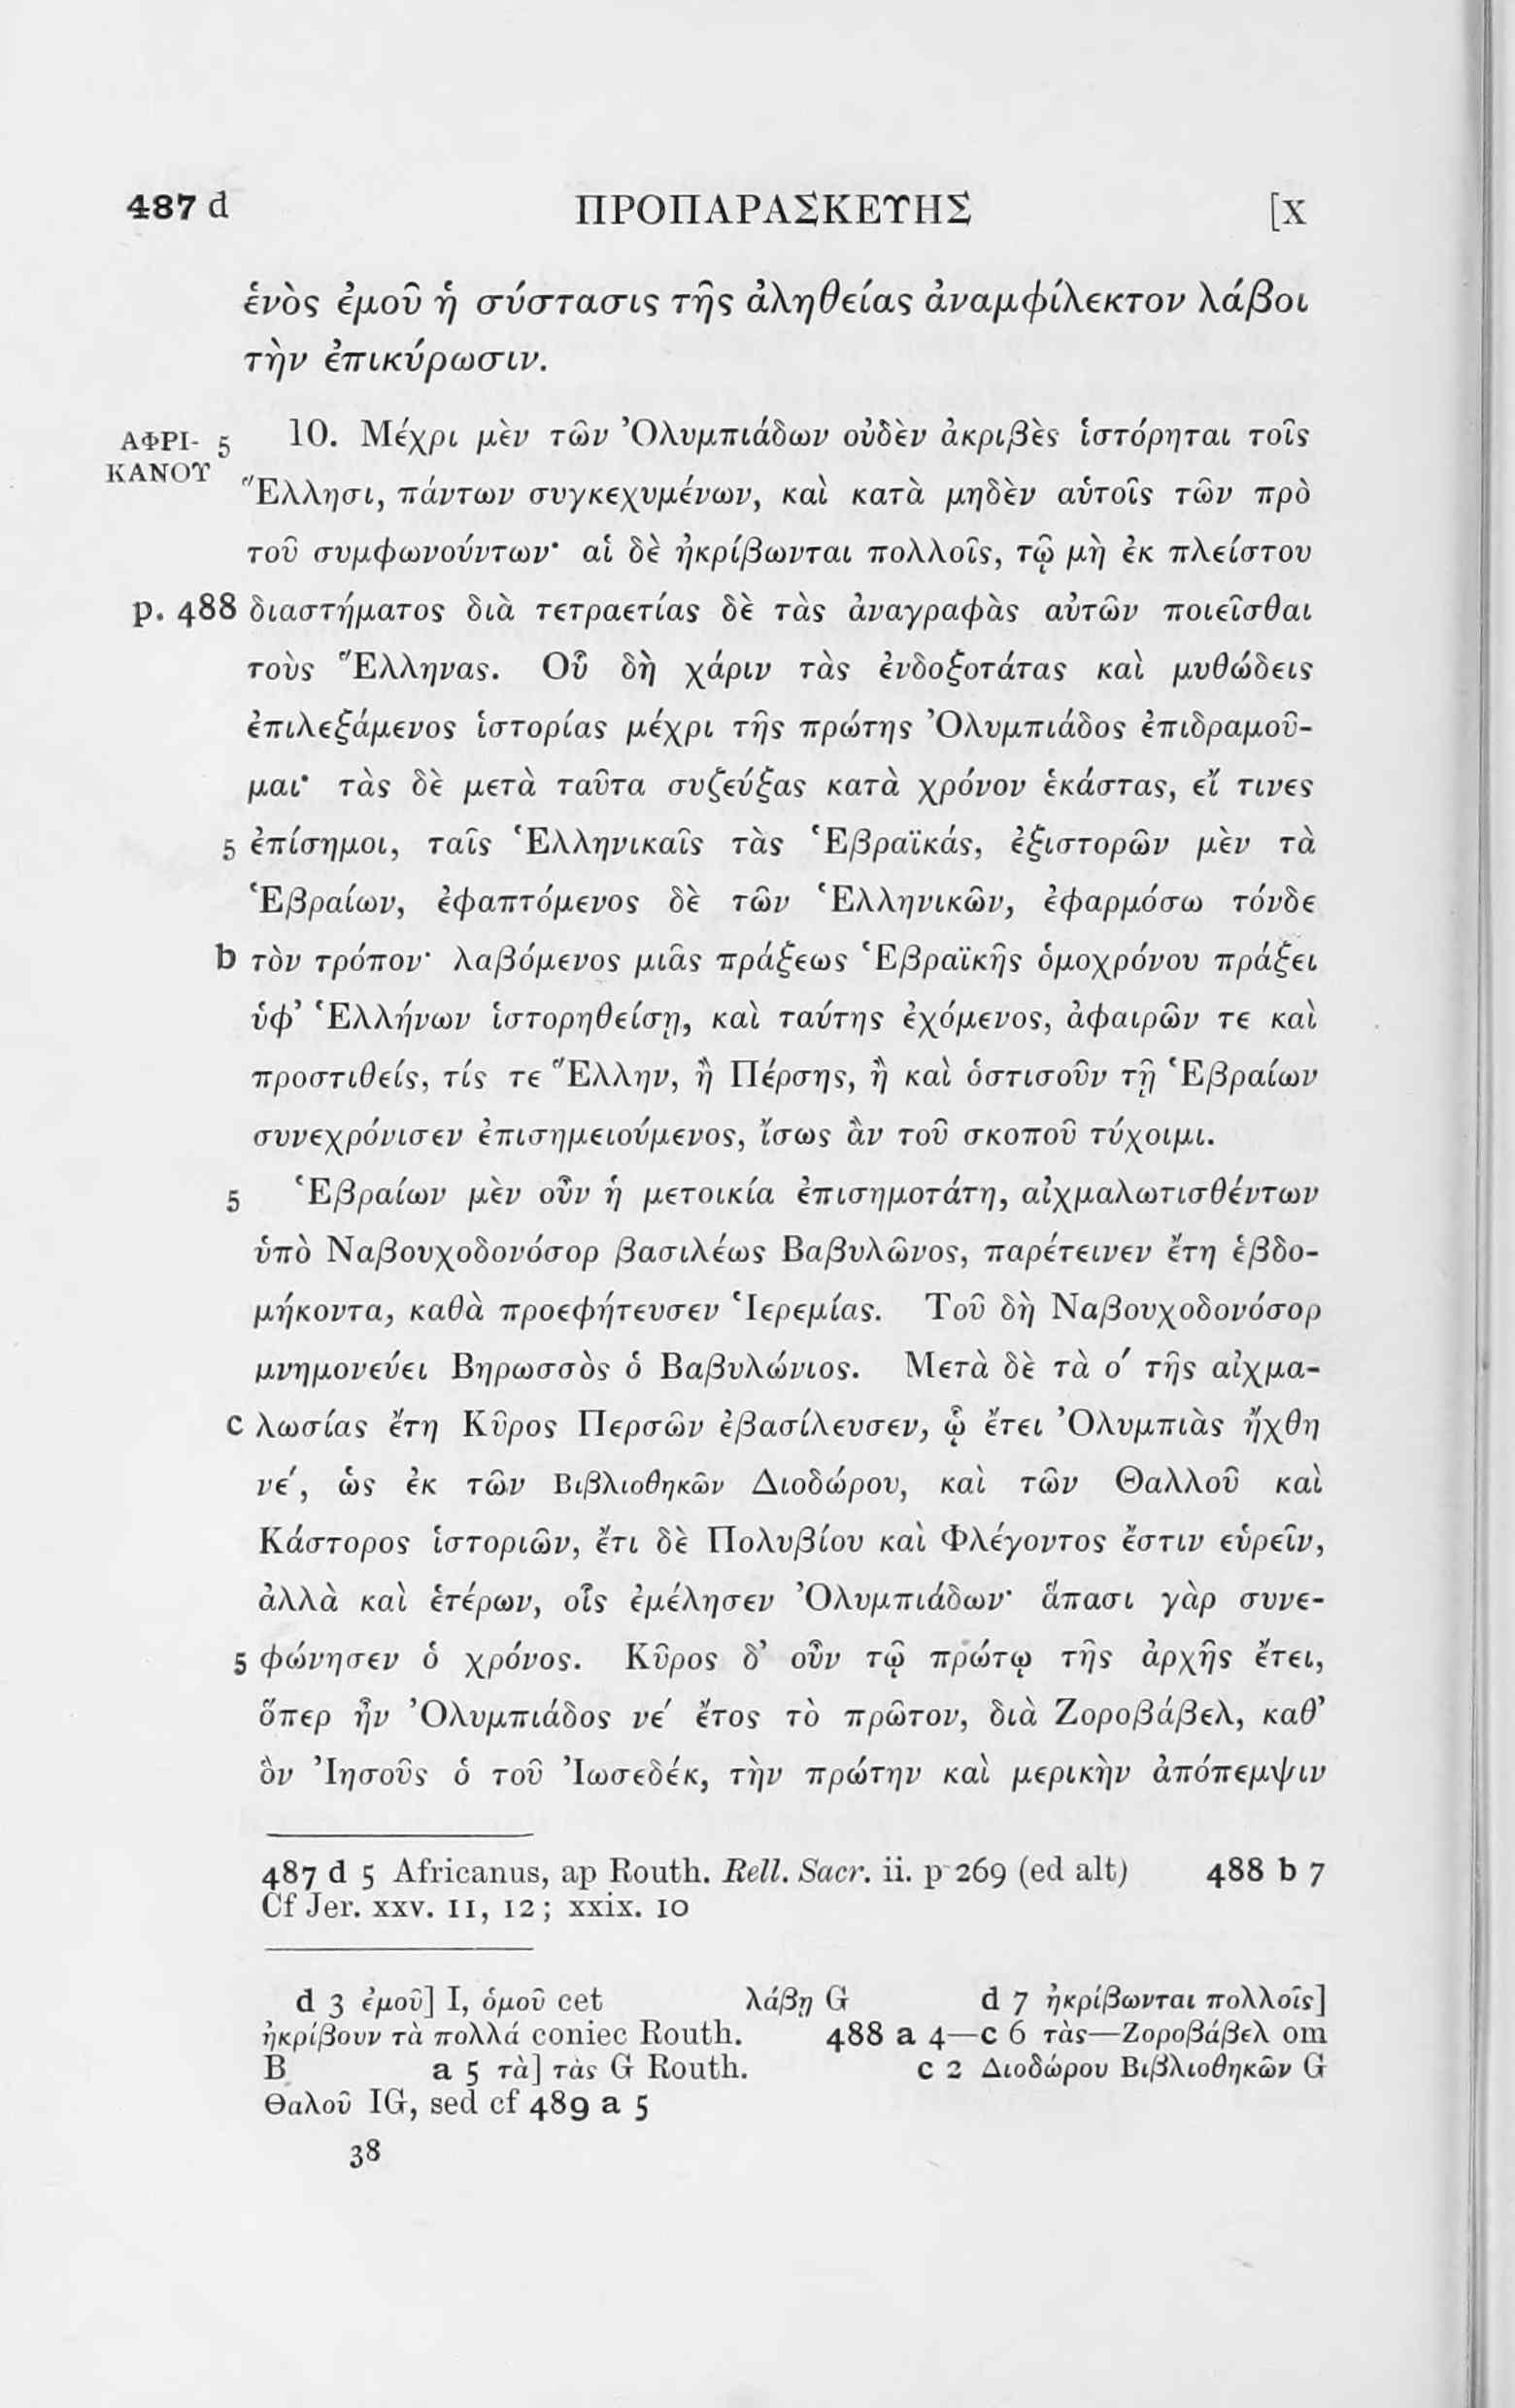 487 d ΠΡΟΠΑΡΑΣΚΕΥΗΣ [X
ἑνὸς ἐμοῦ ἡ σύστασις τῆς ἀληθείας ἀναμφίλεκτον λάβοι
τὴν ἐπικύρωσιν.
ΑΦΡΙ- 5 10. Μέχρι μὲν τῶν Ὀλυμπιάδων οὐδὲν ἀκριβὲς ἱστόρηται τοῖς
ΚΑΝΟΥ Ἕλλησι, πάντων συγκεχυμένων, καὶ κατὰ μηδὲν αὑτοῖς τῶν πρὸ
τοῦ συμφωνούντων· αἱ δὲ ἠκρίβωνται πολλοῖς, τῷ μὴ ἐκ πλείστου
p. 488 διαστήματος διὰ τετραετίας δὲ τὰς ἀναγραφὰς αὐτῶν ποιεῖσθαι
τοὺς Ἕλληνας. Οὗ δὴ χάριν τὰς ἐνδοξοτάτας καὶ μυθώδεις
ἐπιλεξάμενος ἱστορίας μέχρι τῆς πρώτης Ὀλυμπιάδος ἐπιδραμοῦ-
μαι· τὰς δὲ μετὰ ταῦτα συζεύξας κατὰ χρόνον ἑκάστας, εἴ τινες
5 ἐπίσημοι, ταῖς Ἑλληνικαῖς τὰς Ἑβραϊκάς, ἐξιστορῶν μὲν τὰ
Ἑβραίων, ἐφαπτόμενος δὲ τῶν Ἑλληνικῶν, ἐφαρμόσω τόνδε
b τὸν τρόπον· λαβόμενος μιᾶς πράξεως Ἑβραϊκῆς ὁμοχρόνου πράξει
ὑφ’ Ἑλλήνων ἱστορηθείσῃ, καὶ ταύτης ἐχόμενος, ἀφαιρῶν τε καὶ
προστιθείς, τίς τε Ἕλλην, ἢ Πέρσης, ἢ καὶ ὁστισοῦν τῇ Ἑβραίων
συνεχρόνισεν ἐπισημειούμενος, ἴσως ἂν τοῦ σκοποῦ τύχοιμι.
5 Ἑβραίων μὲν οὖν ἡ μετοικία ἐπισημοτάτη, αἰχμαλωτισθέντων
ὑπὸ Ναβουχοδονόσορ βασιλέως Βαβυλῶνος, παρέτεινεν ἔτη ἑβδο-
μήκοντα, καθὰ προεφήτευσεν Ἱερεμίας. Τοῦ δὴ Ναβουχοδονόσορ
μνημονεύει Βηρωσσὸς ὁ Βαβυλώνιος. Μετὰ δὲ τὰ ο´ τῆς αἰχμα-
c λωσίας ἔτη Κῦρος Περσῶν ἐβασίλευσεν, ᾧ ἔτει Ὀλυμπιὰς ἤχθη
νέ, ὡς ἐκ τῶν Βιβλιοθηκῶν Διοδώρου, καὶ τῶν Θαλλοῦ καὶ
Κάστορος ἱστοριῶν, ἔτι δὲ Πολυβίου καὶ Φλέγοντος ἔστιν εὑρεῖν,
ἀλλὰ καὶ ἑτέρων, οἷς ἐμέλησεν Ὀλυμπιάδων· ἅπασι γὰρ συνε-
5 φώνησεν ὁ χρόνος. Κῦρος δ’ οὖν τῷ πρώτῳ τῆς ἀρχῆς ἔτει,
ὅπερ ἦν Ὀλυμπιάδος νέ ἔτος τὸ πρῶτον, διὰ Ζοροβάβελ, καθ’
ὃν Ἰησοῦς ὁ τοῦ Ἰωσεδέκ, τὴν πρώτην καὶ μερικὴν ἀπόπεμψιν
487 d 5 Africanus, ap Routh. Rell. Sacr. ii. p 269 (ed alt) 488 b 7
Cf Jer. xxv. 11, 12; xxix. 10
d 3 ἐμοῦ] I, ὁμοῦ cet λάβῃ G d 7 ἠκρίβωνται πολλοῖς]
ἠκρίβουν τὰ πολλά coniec Routh. 488 a 4—c 6 τὰς—Ζοροβάβελ om
B a 5 τὰ] τὰς G Routh. c 2 Διοδώρου Βιβλιοθηκῶν G
Θαλοῦ IG, sed cf 489 a 5
38